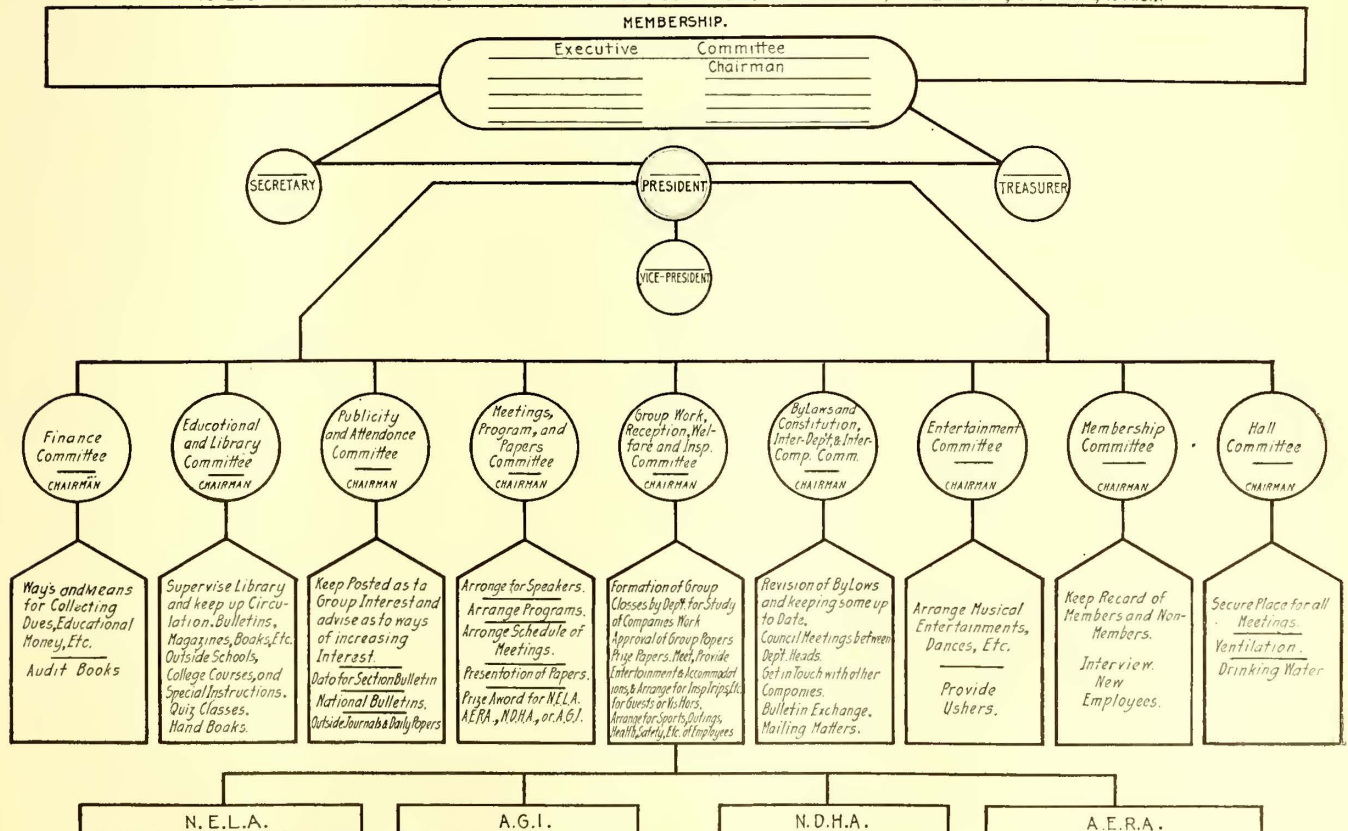 MEMBERSHIP.
Executive Committee
Chairman
SECRETARY
PRESIDENT
TREASURER
VICE-PRESIDENT
Finance
Committee
CHAIRMAN
Educational
and Library
Committee
CHAIRMAN
Publicity
and Attendonce
Committee
CHAIRMAN
Meetings,
Program, and
Papers
Committee
CHAIRMAN
Group Work,
Reception, Wel-
fare and Insp.
Committee
CHAIRMAN
ByLaws and
Constitution,
Inter-Dept, & Inter-
Comp. Comm.
CHAIRMAN
Entertainment
Committee
CHAIRMAN
Membership
Committee
CHAIRMAN
Hall
Committee
CHAIRMAN
Ways and Means
for Collecting
Dues, Educational
Money, Etc.
Audit Books
Supervise Library
and keep up Circu-
lation. Bulletins,
Magazines, Books, Etc.
Outside Schools,
College Courses, and
Special Instructions.
Quiz Classes.
Hand Books.
Keep Posted as to
Group Interest and
advise as to ways
of increasing
Interest.
Data for Section Bulletin
National Bulletins.
Outside Journals & Daily Papers
Arronge for Speakers.
Arrange Programs.
Arrange Schedule of
Meetings.
Presentation of Papers.
Prize Award for N.E.L.A.
A.E.R.A., N.D.H.A., or A.G.I.
Formation of Group
Classes by Dept. for Study
of Companies Work
Approval of Group Papers
Prize Papers. Meet, Provide
Entertainment & Accommodat
ions, & Arrange for Insp Trips, Etc.
for Guests or Visitors.
Arrange for Sports, Outings,
Health, Safety, Etc. of Employees
Revision of ByLaws
and keeping some up
to Date.
Council Meetings between
Dept. Heads.
Get in Touch with other
Companies.
Bulletin Exchange.
Mailing Matters.
Arrange Musical
Entertainments,
Dances, Etc.
Provide
Ushers.
Keep Record of
Members and Non-
Members.
Interview
New
Employees.
Secure Place for all
Meetings.
Ventilation.
Drinking Water
N.E.L.A.
A.G.I.
N.D.H.A.
A.E.R.A.